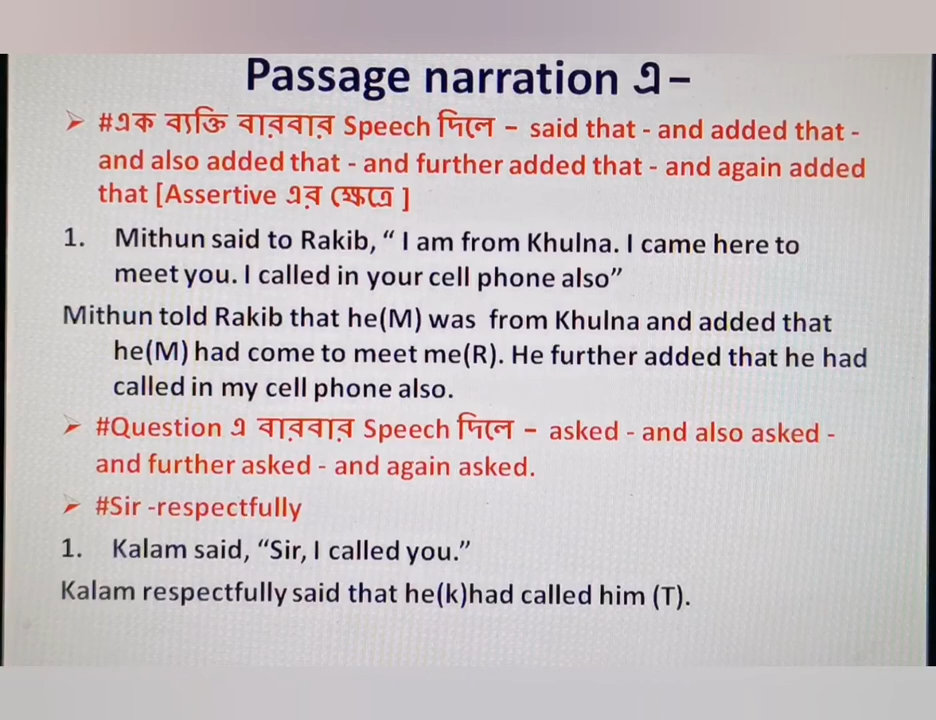 Passage narration এ–
➢ #এক ব্যক্তি বারবার Speech দিলে – said that - and added that -
and also added that - and further added that - and again added
that [Assertive এর ক্ষেত্রে ]
1. Mithun said to Rakib, “ I am from Khulna. I came here to
meet you. I called in your cell phone also”
Mithun told Rakib that he(M) was from Khulna and added that
he(M) had come to meet me(R). He further added that he had
called in my cell phone also.
➢ #Question এ বারবার Speech দিলে – asked - and also asked -
and further asked - and again asked.
➢ #Sir -respectfully
1. Kalam said, “Sir, I called you.”
Kalam respectfully said that he(k)had called him (T).